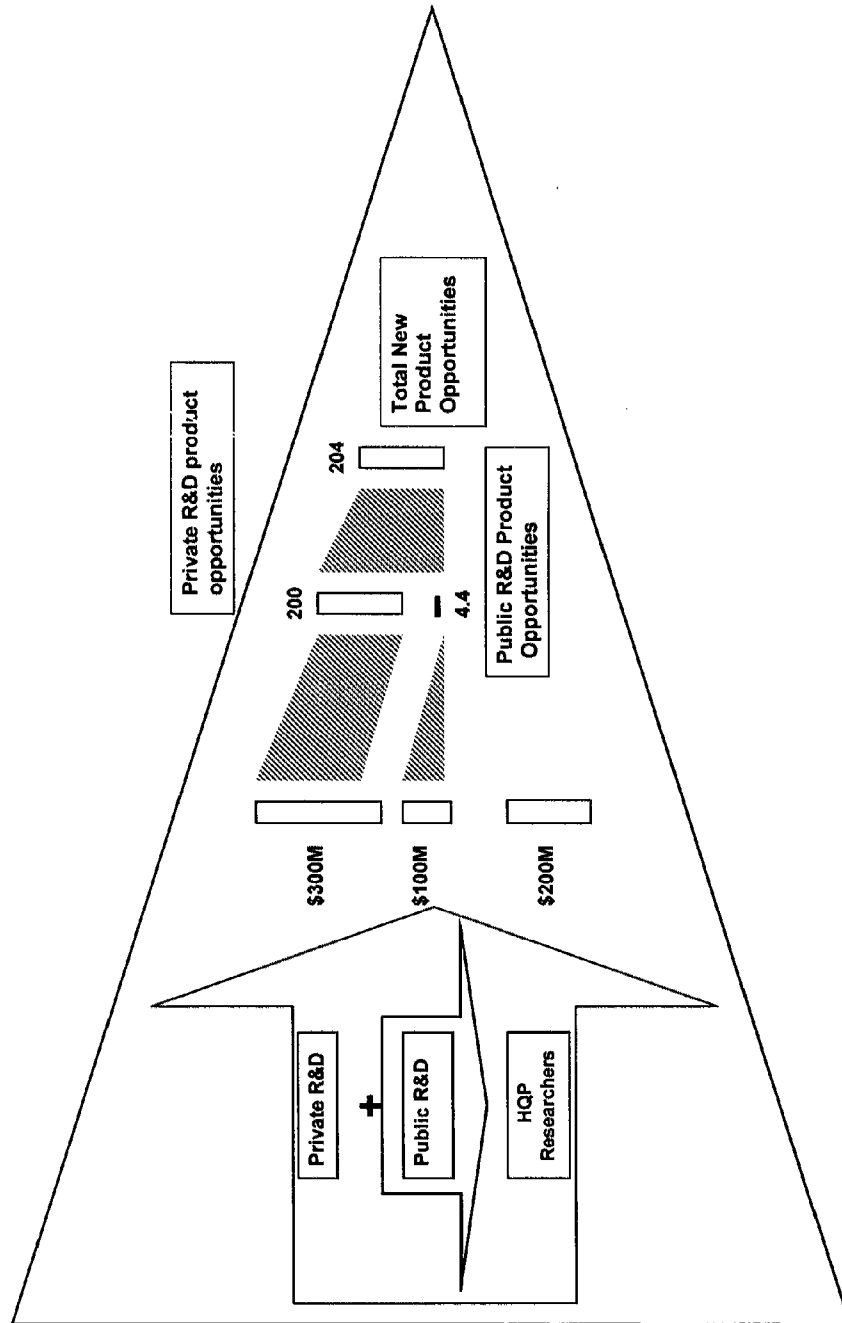 Private R&D
+
Public R&D
HQP
Researchers
$300M
$100M
$200M
Private R&D product
opportunities
200
4.4
Public R&D Product
Opportunities
204
Total New
Product
Opportunities